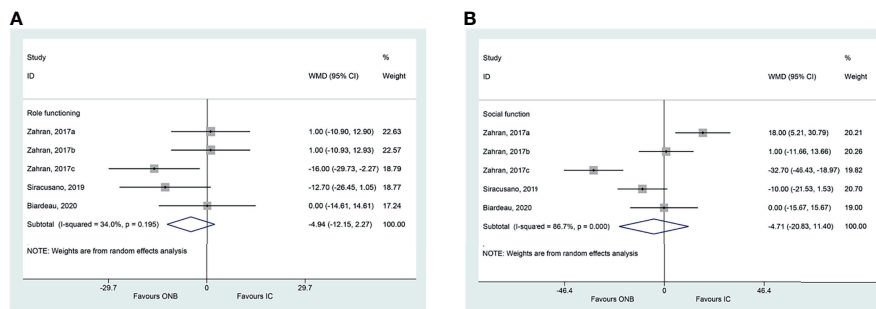 A
Study %
ID WMD (95% CI) Weight
Role functioning
Zahran, 2017a 1.00 (-10.90, 12.90) 22.63
Zahran, 2017b 1.00 (-10.93, 12.93) 22.57
Zahran, 2017c -16.00 (-29.73, -2.27) 18.79
Siracusano, 2019 -12.70 (-26.45, 1.05) 18.77
Biardeau, 2020 0.00 (-14.61, 14.61) 17.24
Subtotal (I-squared = 34.0%, p = 0.195) -4.94 (-12.15, 2.27) 100.00
NOTE: Weights are from random effects analysis
-29.7 0 29.7
Favours ONB Favours IC
B
Study %
ID WMD (95% CI) Weight
Social function
Zahran, 2017a 18.00 (5.21, 30.79) 20.21
Zahran, 2017b 1.00 (-11.66, 13.66) 20.26
Zahran, 2017c -32.70 (-46.43, -18.97) 19.82
Siracusano, 2019 -10.00 (-21.53, 1.53) 20.70
Biardeau, 2020 0.00 (-15.67, 15.67) 19.00
Subtotal (I-squared = 86.7%, p = 0.000) -4.71 (-20.83, 11.40) 100.00
NOTE: Weights are from random effects analysis
-46.4 0 46.4
Favours ONB Favours IC